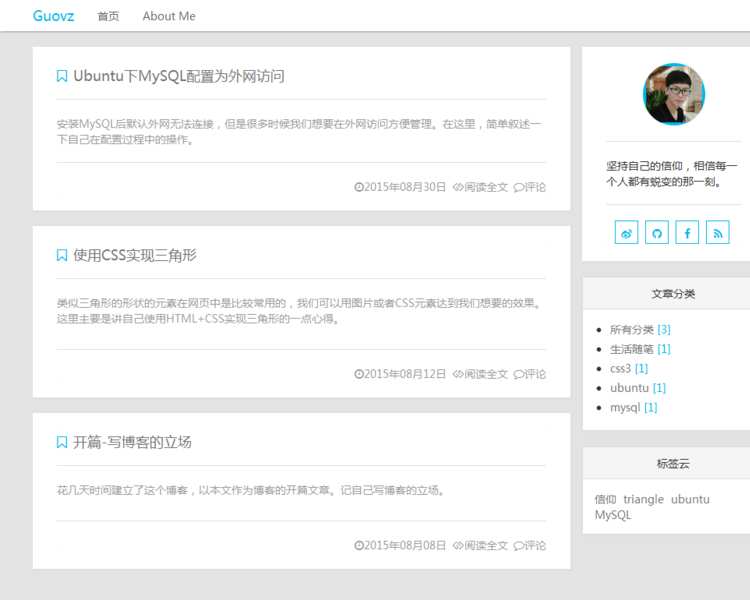 Guovz 首页 About Me
Ubuntu下MySQL配置为外网访问
安装MySQL后默认外网无法连接，但是很多时候我们想要在外网访问方便管理。在这里，简单叙述一
下自己在配置过程中的操作。
2015年08月30日 阅读全文 评论
使用CSS实现三角形
类似三角形的形状的元素在网页中是比较常用的，我们可以用图片或者CSS元素达到我们想要的效果。
这里主要是讲自己使用HTML+CSS实现三角形的一点心得。
2015年08月12日 阅读全文 评论
开篇-写博客的立场
花几天时间建立了这个博客，以本文作为博客的开篇文章。记自己写博客的立场。
2015年08月08日 阅读全文 评论
坚持自己的信仰，相信每一
个人都有蜕变的那一刻。
文章分类
所有分类 [3]
生活随笔 [1]
css3 [1]
ubuntu [1]
mysql [1]
标签云
信仰 triangle ubuntu
MySQL